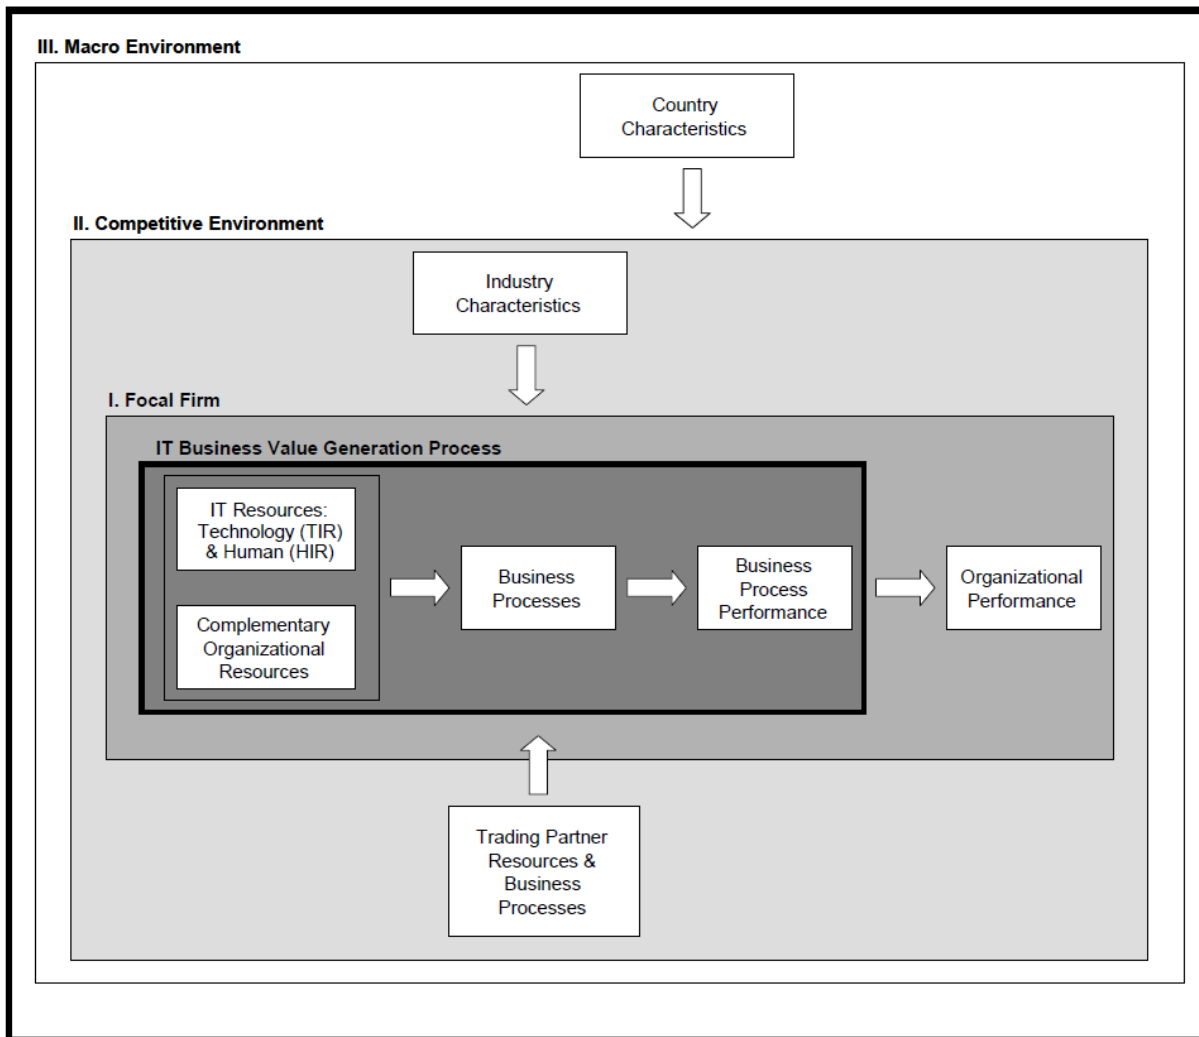 III. Macro Environment
Country
Characteristics
II. Competitive Environment
Industry
Characteristics
I. Focal Firm
IT Business Value Generation Process
IT Resources:
Technology (TIR)
& Human (HIR)
Complementary
Organizational
Resources
Business
Processes
Business
Process
Performance
Organizational
Performance
Trading Partner
Resources &
Business
Processes